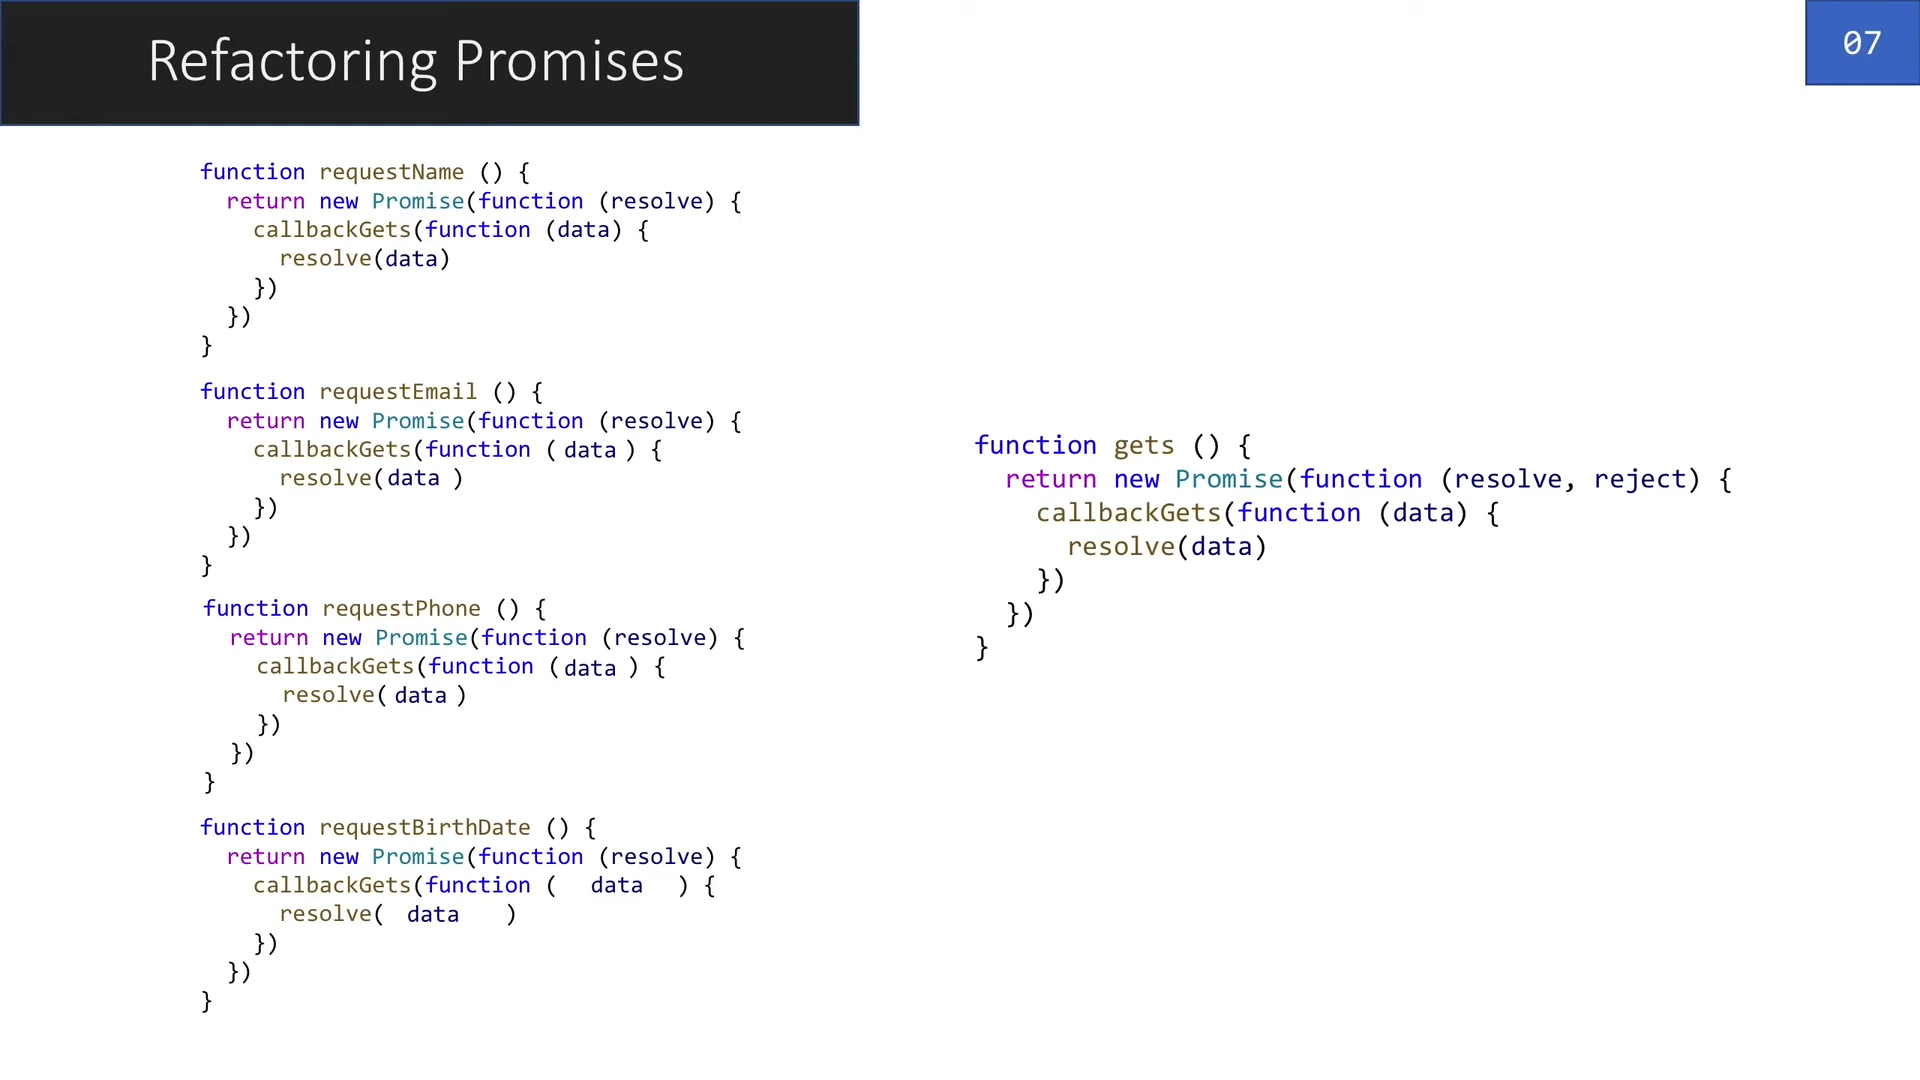 Refactoring Promises
07
function requestName () {
  return new Promise(function (resolve) {
    callbackGets(function (data) {
      resolve(data)
    })
  })
}
function requestEmail () {
  return new Promise(function (resolve) {
    callbackGets(function ( data ) {
      resolve(data )
    })
  })
}
function requestPhone () {
  return new Promise(function (resolve) {
    callbackGets(function ( data ) {
      resolve( data )
    })
  })
}
function requestBirthDate () {
  return new Promise(function (resolve) {
    callbackGets(function (   data   ) {
      resolve(  data    )
    })
  })
}
function gets () {
  return new Promise(function (resolve, reject) {
    callbackGets(function (data) {
      resolve(data)
    })
  })
}